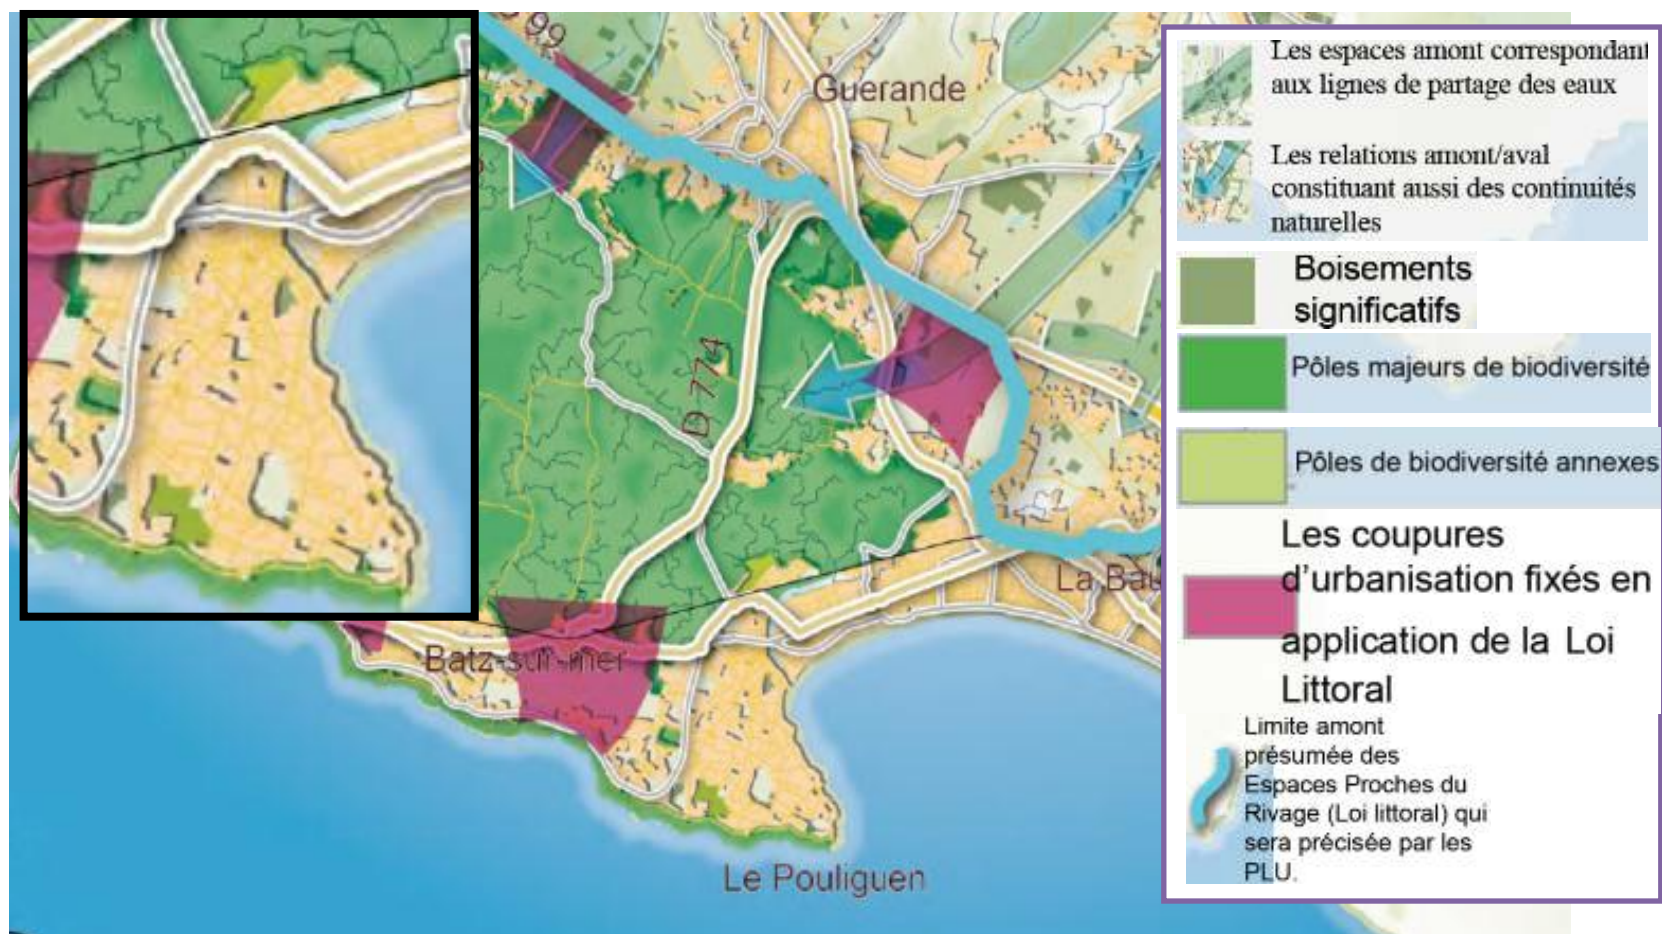 99
Guerande
D 774
Batz-sur-mer
La Bau
Le Pouliguen
Les espaces amont correspondant
aux lignes de partage des eaux
Les relations amont/aval
constituant aussi des continuités
naturelles
Boisements
significatifs
Pôles majeurs de biodiversité
Pôles de biodiversité annexes
Les coupures
d'urbanisation fixés en
application de la Loi
Littoral
Limite amont
présumée des
Espaces Proches du
Rivage (Loi littoral) qui
sera précisée par les
PLU.